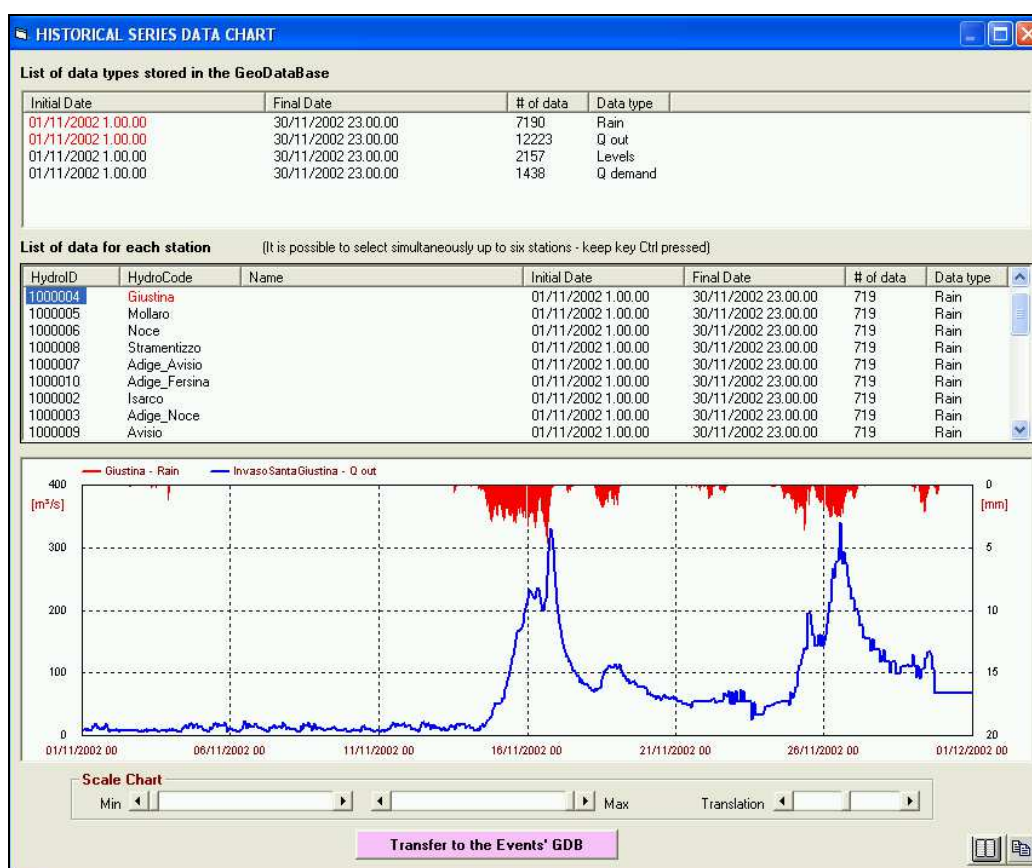 HISTORICAL SERIES DATA CHART
List of data types stored in the GeoDataBase
Initial Date Final Date # of data Data type
01/11/2002 1.00.00 30/11/2002 23.00.00 7190 Rain
01/11/2002 1.00.00 30/11/2002 23.00.00 12223 Q out
01/11/2002 1.00.00 30/11/2002 23.00.00 2157 Levels
01/11/2002 1.00.00 30/11/2002 23.00.00 1438 Q demand
List of data for each station (It is possible to select simultaneously up to six stations - keep key Ctrl pressed)
HydroID HydroCode Name Initial Date Final Date # of data Data type
1000004 Giustina 01/11/2002 1.00.00 30/11/2002 23.00.00 719 Rain
1000005 Mollaro 01/11/2002 1.00.00 30/11/2002 23.00.00 719 Rain
1000006 Noce 01/11/2002 1.00.00 30/11/2002 23.00.00 719 Rain
1000008 Stramentizzo 01/11/2002 1.00.00 30/11/2002 23.00.00 719 Rain
1000007 Adige_Avisio 01/11/2002 1.00.00 30/11/2002 23.00.00 719 Rain
1000010 Adige_Fersina 01/11/2002 1.00.00 30/11/2002 23.00.00 719 Rain
1000002 Isarco 01/11/2002 1.00.00 30/11/2002 23.00.00 719 Rain
1000003 Adige_Noce 01/11/2002 1.00.00 30/11/2002 23.00.00 719 Rain
1000009 Avisio 01/11/2002 1.00.00 30/11/2002 23.00.00 719 Rain
Giustina - Rain InvasoSantaGiustina - Q out
400 0
[m³/s] [mm]
300 5
200 10
100 15
0 20
01/11/2002 00 06/11/2002 00 11/11/2002 00 16/11/2002 00 21/11/2002 00 26/11/2002 00 01/12/2002 00
Scale Chart
Min Max Translation
Transfer to the Events' GDB